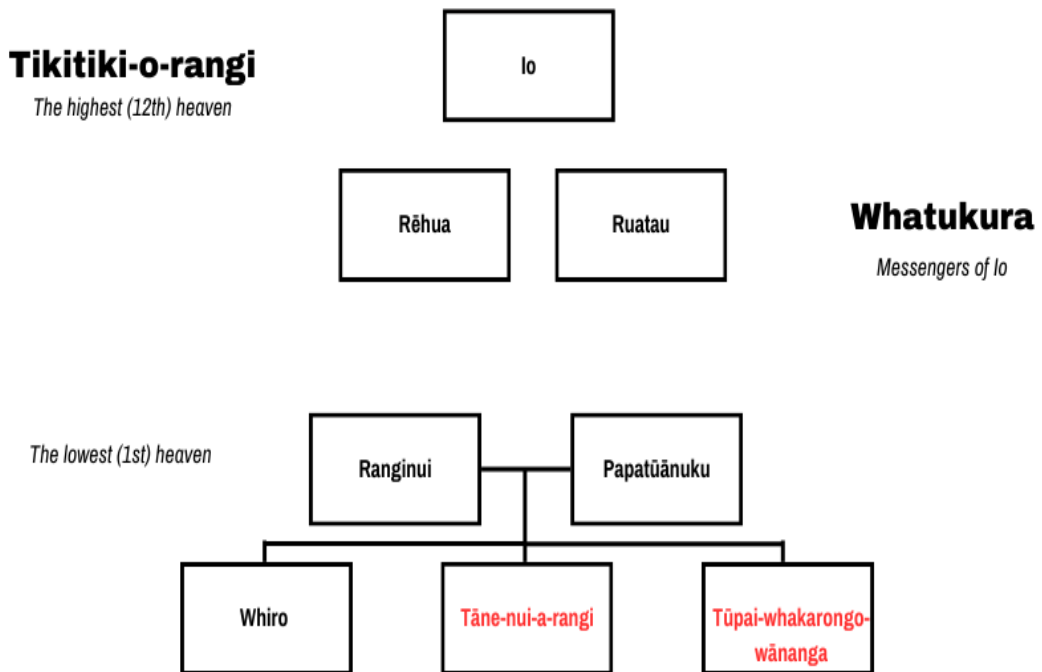 Io
Tikitiki-o-rangi
The highest (12th) heaven
Rēhua
Ruatau
Whatukura
Messengers of Io
The lowest (1st) heaven
Ranginui
Papatūānuku
Whiro
Tāne-nui-a-rangi
Tūpai-whakarongo-
wānanga